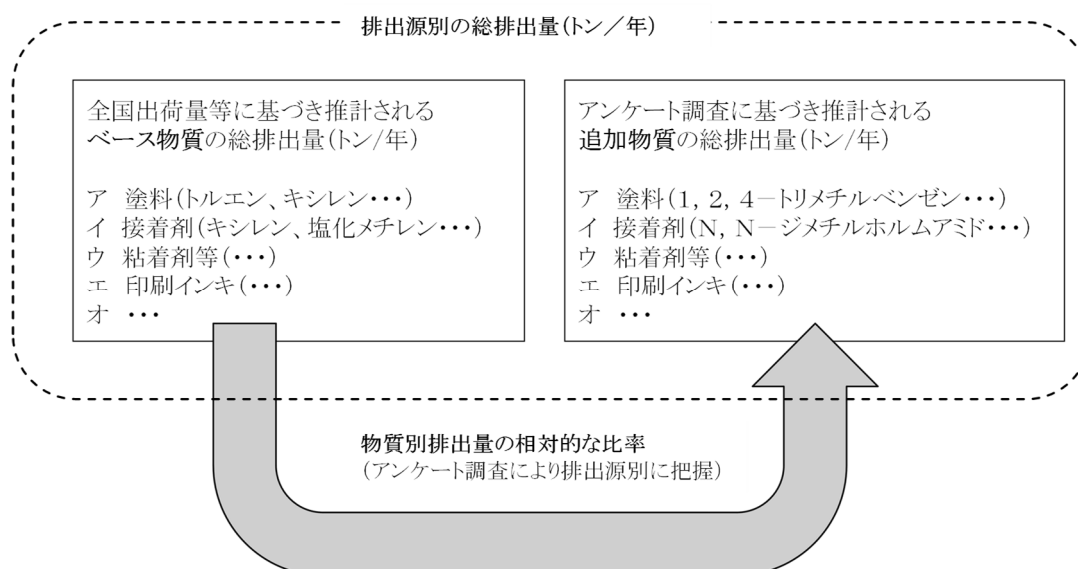 排出源別の総排出量(トン／年)
全国出荷量等に基づき推計される
ベース物質の総排出量(トン/年)
ア 塗料(トルエン、キシレン･･･)
イ 接着剤(キシレン、塩化メチレン･･･)
ウ 粘着剤等(･･･)
エ 印刷インキ(･･･)
オ ･･･
アンケート調査に基づき推計される
追加物質の総排出量(トン/年)
ア 塗料(1, 2, 4－トリメチルベンゼン･･･)
イ 接着剤(N, N－ジメチルホルムアミド･･･)
ウ 粘着剤等(･･･)
エ 印刷インキ(･･･)
オ ･･･
物質別排出量の相対的な比率
(アンケート調査により排出源別に把握)